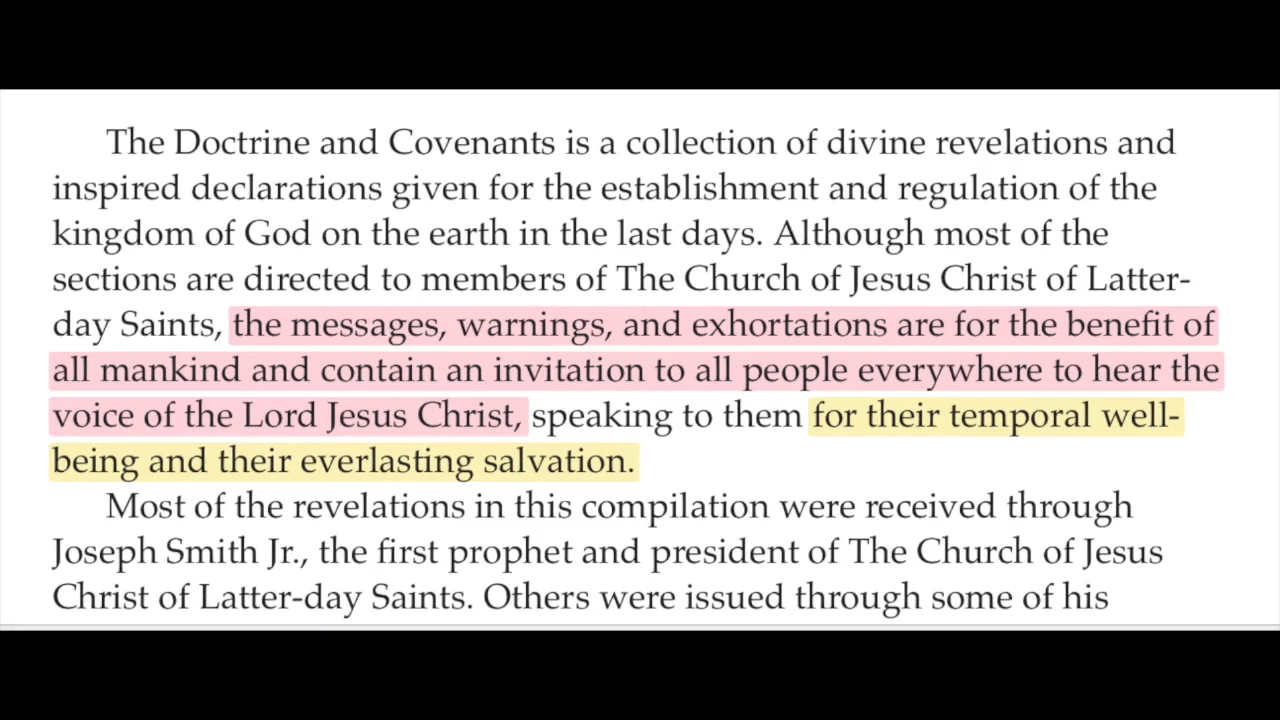 The Doctrine and Covenants is a collection of divine revelations and
inspired declarations given for the establishment and regulation of the
kingdom of God on the earth in the last days. Although most of the
sections are directed to members of The Church of Jesus Christ of Latter-
day Saints, the messages, warnings, and exhortations are for the benefit of
all mankind and contain an invitation to all people everywhere to hear the
voice of the Lord Jesus Christ, speaking to them for their temporal well-
being and their everlasting salvation.
Most of the revelations in this compilation were received through
Joseph Smith Jr., the first prophet and president of The Church of Jesus
Christ of Latter-day Saints. Others were issued through some of his